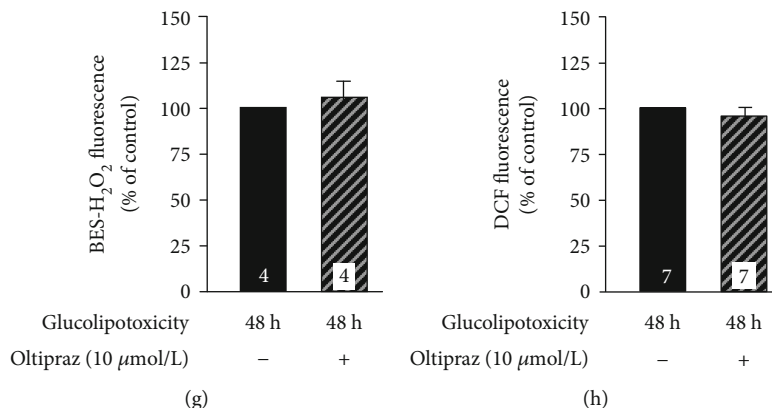 BES-H₂O₂ fluorescence
(% of control)
150
125
100
75
50
25
0
4
4
Glucolipotoxicity 48 h 48 h
Oltipraz (10 μmol/L) − +
(g)
DCF fluorescence
(% of control)
150
125
100
75
50
25
0
7
7
Glucolipotoxicity 48 h 48 h
Oltipraz (10 μmol/L) − +
(h)